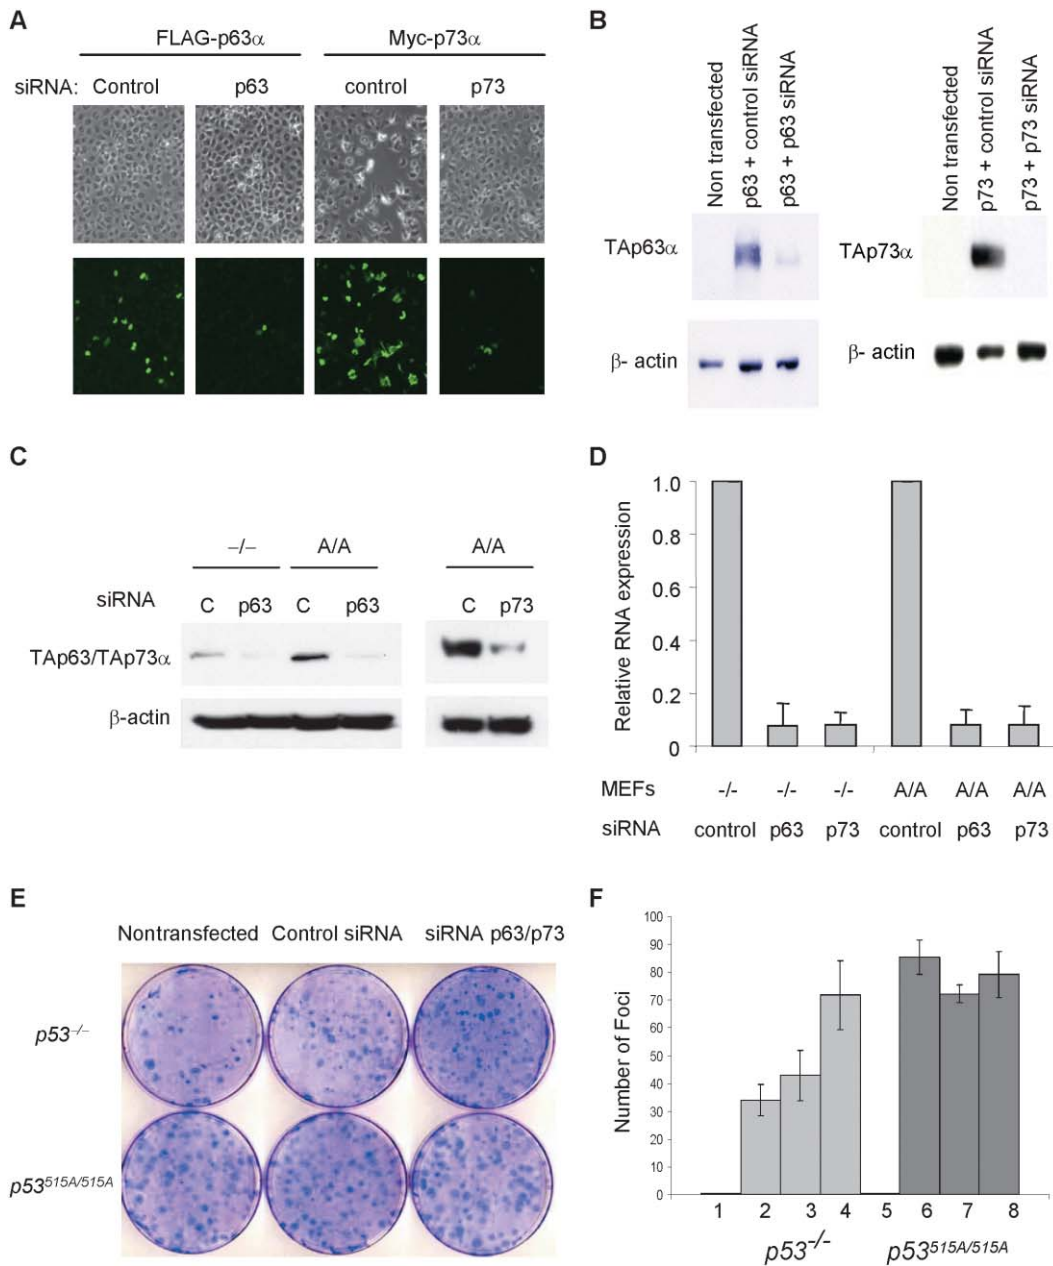 A
FLAG-p63α Myc-p73α
siRNA: Control p63 control p73
B
Non transfected
p63 + control siRNA
p63 + p63 siRNA
Non transfected
p73 + control siRNA
p73 + p73 siRNA
TAp63α TAp73α
β- actin β- actin
C
–/– A/A A/A
siRNA C p63 C p63 C p73
TAp63/TAp73α
β-actin
D
Relative RNA expression
1.0
0.8
0.6
0.4
0.2
0
MEFs -/- -/- -/- A/A A/A A/A
siRNA control p63 p73 control p63 p73
E
Nontransfected Control siRNA siRNA p63/p73
p53–/–
p53515A/515A
F
Number of Foci
100
90
80
70
60
50
40
30
20
10
0
1 2 3 4 5 6 7 8
p53-/- p53515A/515A